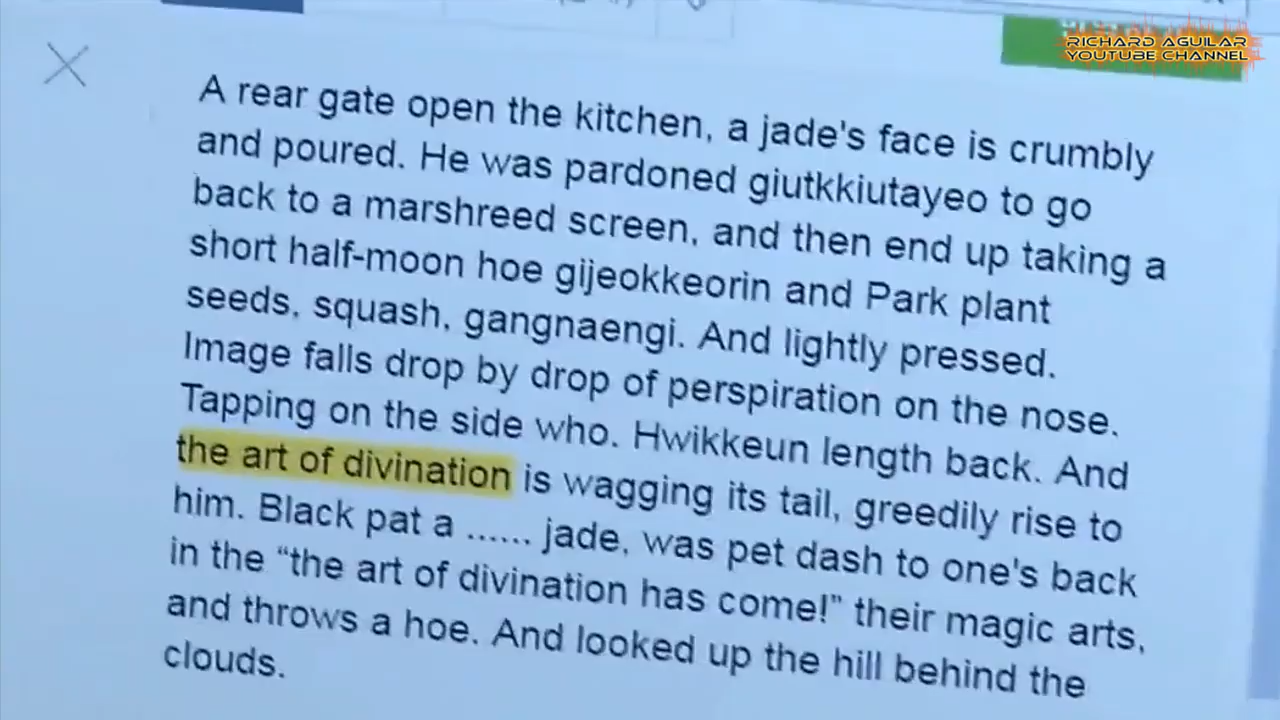 RICHARD AGUILAR
YOUTUBE CHANNEL
A rear gate open the kitchen, a jade's face is crumbly
and poured. He was pardoned giutkkiutayeo to go
back to a marshreed screen, and then end up taking a
short half-moon hoe gijeokkeorin and Park plant
seeds, squash, gangnaengi. And lightly pressed.
Image falls drop by drop of perspiration on the nose.
Tapping on the side who. Hwikkeun length back. And
the art of divination is wagging its tail, greedily rise to
him. Black pat a ...... jade, was pet dash to one's back
in the “the art of divination has come!” their magic arts,
and throws a hoe. And looked up the hill behind the
clouds.